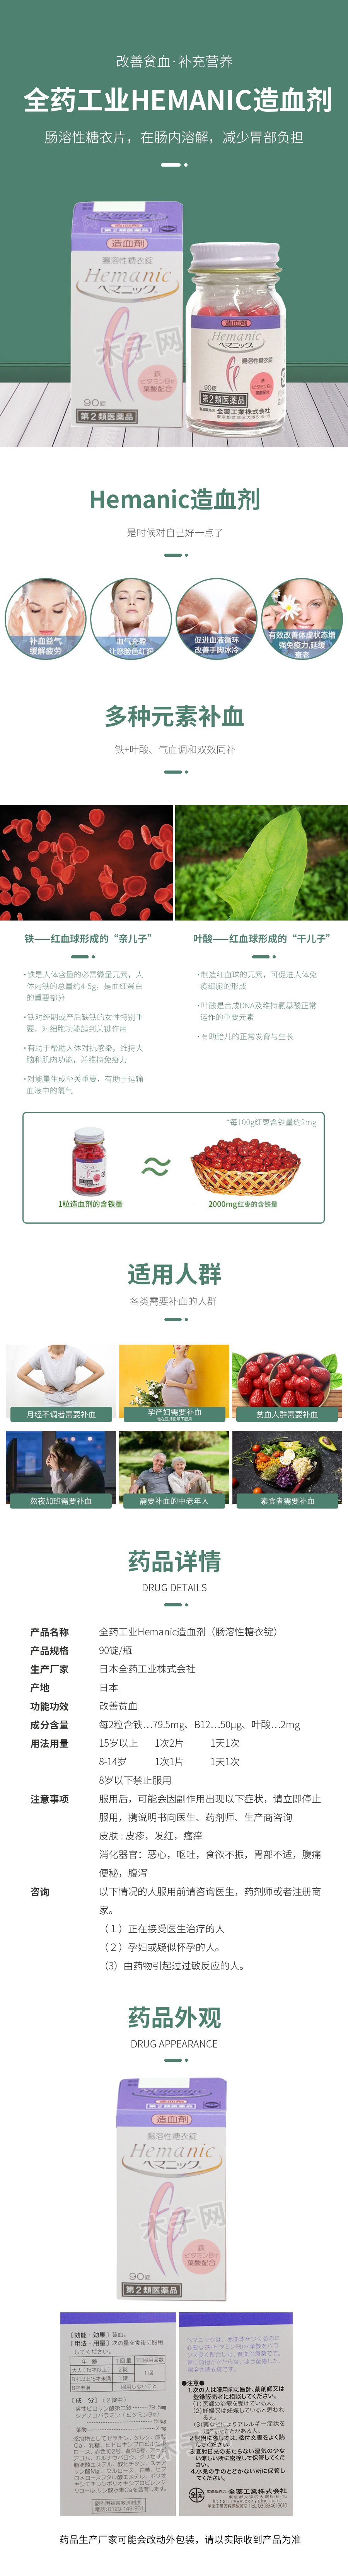 改善贫血·补充营养
全药工业HEMANIC造血剂
肠溶性糖衣片，在肠内溶解，减少胃部负担
造血剤
腸溶性糖衣錠
Hemanic
ヘマニック
鉄
ビタミンB12
葉酸配合
90錠
第2類医薬品
造血剤
Hemanic
ヘマニック
腸溶性糖衣錠
90錠
第2類医薬品
全薬工業株式会社
Hemanic造血剂
是时候对自己好一点了
补血益气
缓解疲劳
血气充盈
让您脸色红润
促进血液循环
改善手脚冰冷
有效改善体虚状态增
强免疫力,延缓
衰老
多种元素补血
铁+叶酸、气血调和双效同补
铁——红血球形成的“亲儿子”
叶酸——红血球形成的“干儿子”
·铁是人体含量的必需微量元素，人
体内铁的总量约4-5g，是血红蛋白
的重要部分
·铁对经期或产后缺铁的女性特别重
要，对细胞功能起到关键作用
·有助于帮助人体对抗感染，维持大
脑和肌肉功能，并维持免疫力
·对能量生成至关重要，有助于运输
血液中的氧气
·制造红血球的元素，可促进人体免
疫细胞的形成
·叶酸是合成DNA及维持氨基酸正常
运作的重要元素
·有助胎儿的正常发育与生长
*每100g红枣含铁量约2mg
1粒造血剂的含铁量
2000mg红枣的含铁量
适用人群
各类需要补血的人群
月经不调者需要补血
孕产妇需要补血
贫血人群需要补血
熬夜加班需要补血
需要补血的中老年人
素食者需要补血
药品详情
DRUG DETAILS
产品名称 全药工业Hemanic造血剂（肠溶性糖衣錠）
产品规格 90锭/瓶
生产厂家 日本全药工业株式会社
产地 日本
功能功效 改善贫血
成分含量 每2粒含铁…79.5mg、B12…50μg、叶酸…2mg
用法用量 15岁以上 1次2片 1天1次
8-14岁 1次1片 1天1次
8岁以下禁止服用
注意事项 服用后，可能会因副作用出现以下症状，请立即停止
服用，携说明书向医生、药剂师、生产商咨询
皮肤：皮疹，发红，瘙痒
消化器官：恶心，呕吐，食欲不振，胃部不适，腹痛
便秘，腹泻
咨询 以下情况的人服用前请咨询医生，药剂师或者注册商
家。
（1）正在接受医生治疗的人
（2）孕妇或疑似怀孕的人。
（3）由药物引起过过敏反应的人。
药品外观
DRUG APPEARANCE
造血剤
腸溶性糖衣錠
Hemanic
ヘマニック
鉄
ビタミンB12
葉酸配合
90錠
第2類医薬品
药品生产厂家可能会改动外包装，请以实际收到产品为准